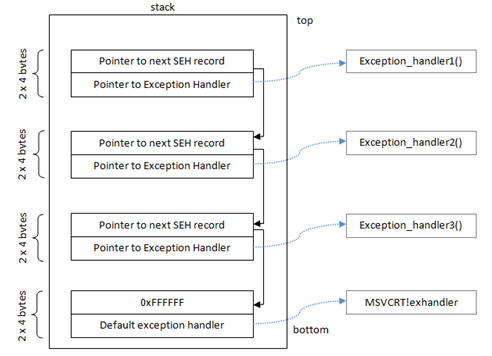 stack
top
2 x 4 bytes
Pointer to next SEH record
Pointer to Exception Handler
Exception_handler1()
2 x 4 bytes
Pointer to next SEH record
Pointer to Exception Handler
Exception_handler2()
2 x 4 bytes
Pointer to next SEH record
Pointer to Exception Handler
Exception_handler3()
2 x 4 bytes
0xFFFFFF
Default exception handler
MSVCRT!exhandler
bottom